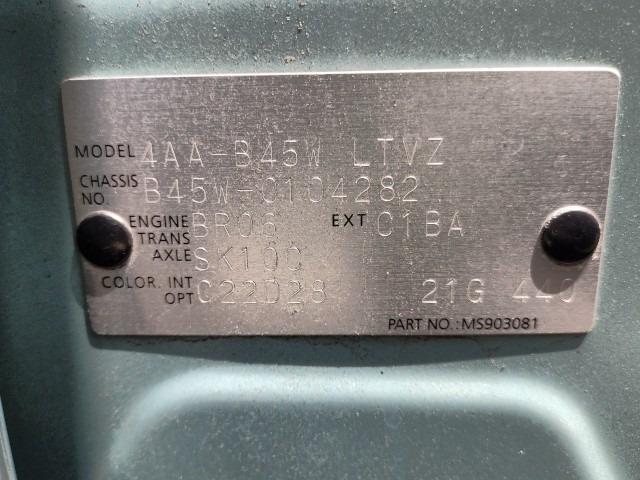 MODEL 4AA-B45W LTVZ
CHASSIS NO. B45W-0104282
ENGINE BR06 EXT C1BA
TRANS AXLE SK10C
COLOR. INT OPT C22D28 21G 440
PART NO.:MS903081